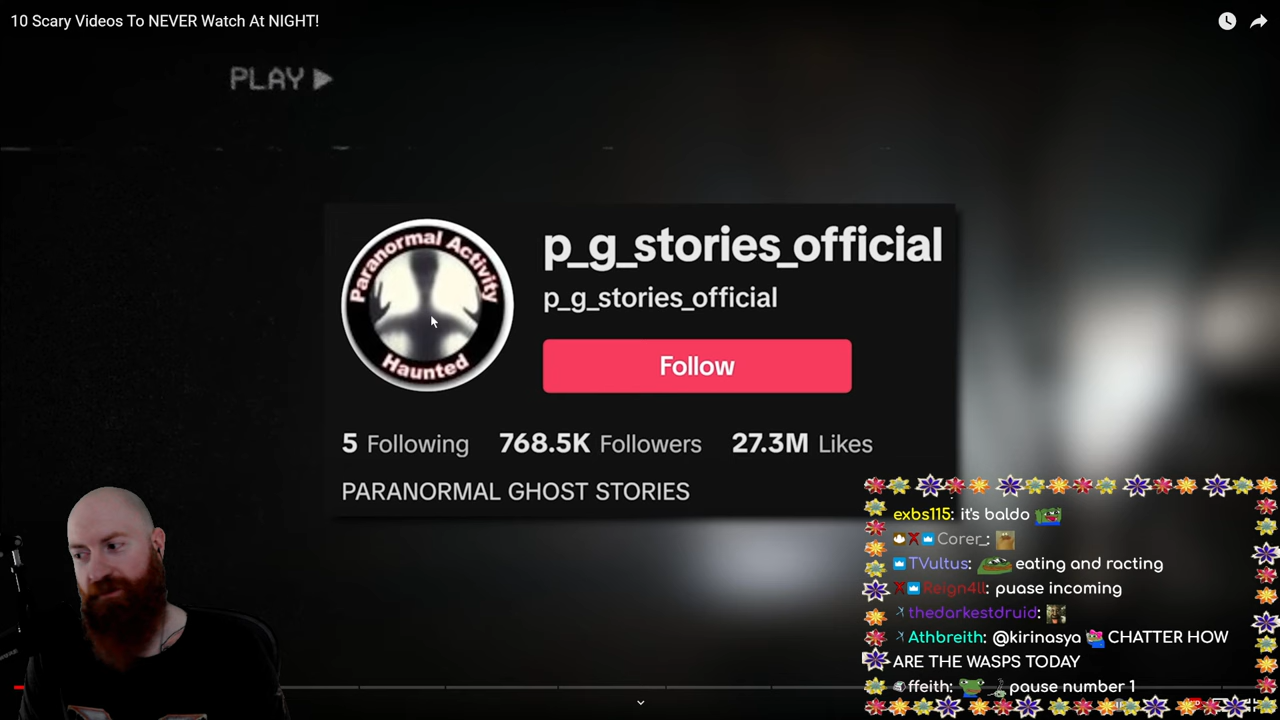 10 Scary Videos To NEVER Watch At NIGHT!
PLAY
Paranormal Activity
Haunted
p_g_stories_official
p_g_stories_official
Follow
5 Following 768.5K Followers 27.3M Likes
PARANORMAL GHOST STORIES
exbs115: it's baldo
Corer_:
TVultus: eating and racting
Reign4ll: puase incoming
thedarkestdruid:
Athbreith: @kirinasya CHATTER HOW
ARE THE WASPS TODAY
ffeith: pause number 1